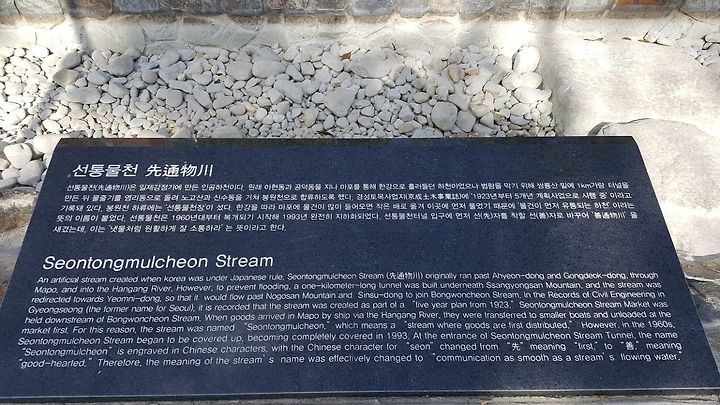 선통물천 先通物川
선통물천(先通物川)은 일제강점기에 만든 인공하천이다. 원래 아현동과 공덕동을 지나 마포를 통해 한강으로 흘러들던 하천이었으나 범람을 막기 위해 쌍룡산 밑에 1km가량 터널을
만든 뒤 물줄기를 염리동으로 돌려 노고산과 신수동을 거쳐 봉원천으로 합류하도록 했다. 경성토목사업지(京成土木事業誌)에 '1923년부터 5개년 계획사업으로 시행 중' 이라고
기록돼 있다. 봉원천 하류에는 '선통물천장'이 섰다. 한강을 따라 마포에 물건이 많이 들어오면 작은 배로 옮겨 이곳에 먼저 풀었기 때문에 '물건이 먼저 유통되는 하천' 이라는
뜻의 이름이 붙었다. 선통물천은 1960년대부터 복개되기 시작해 1993년 완전히 지하화되었다. 선통물천터널 입구에 먼저 선(先)자를 착할 선(善)자로 바꾸어 '善通物川' 을
새겼는데, 이는 '냇물처럼 원활하게 잘 소통하라' 는 뜻이라고 한다.
Seontongmulcheon Stream
An artificial stream created when korea was under Japanese rule, Seontongmulcheon Stream (先通物川) originally ran past Ahyeon-dong and Gongdeok-dong, through
Mapo, and into the Hangang River. However, to prevent flooding, a one-kilometer-long tunnel was built underneath Ssangyongsan Mountain, and the stream was
redirected towards Yeomni-dong, so that it would flow past Nogosan Mountain and Sinsu-dong to join Bongwoncheon Stream. In the Records of Civil Engineering in
Gyeongseong (the former name for Seoul), it is recorded that the stream was created as part of a "five year plan from 1923." Seontongmulcheon Stream Market was
held downstream of Bongwoncheon Stream. When goods arrived in Mapo by ship via the Hangang River, they were transferred to smaller boats and unloaded at the
market first. For this reason, the stream was named "Seontongmulcheon," which means a "stream where goods are first distributed." However, in the 1960s,
Seontongmulcheon Stream began to be covered up, becoming completely covered in 1993. At the entrance of Seontongmulcheon Stream Tunnel, the name
"Seontongmulcheon" is engraved in Chinese characters, with the Chinese character for "seon" changed from "先" meaning "first," to "善," meaning
"good-hearted." Therefore, the meaning of the stream's name was effectively changed to "communication as smooth as a stream's flowing water."